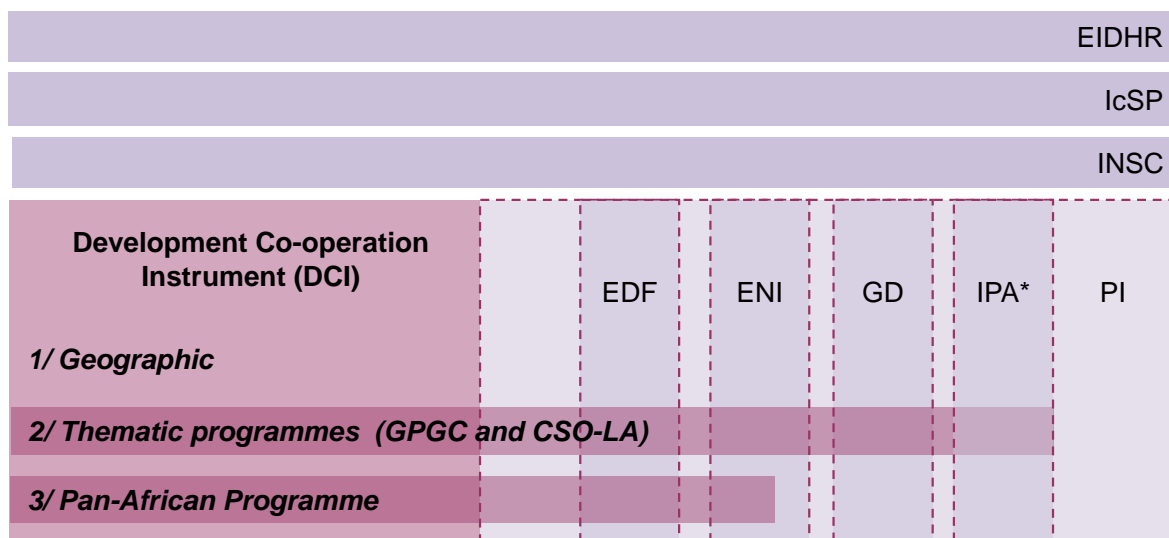 EIDHR
IcSP
INSC
Development Co-operation
Instrument (DCI)
EDF
ENI
GD
IPA*
PI
1/ Geographic
2/ Thematic programmes (GPGC and CSO-LA)
3/ Pan-African Programme